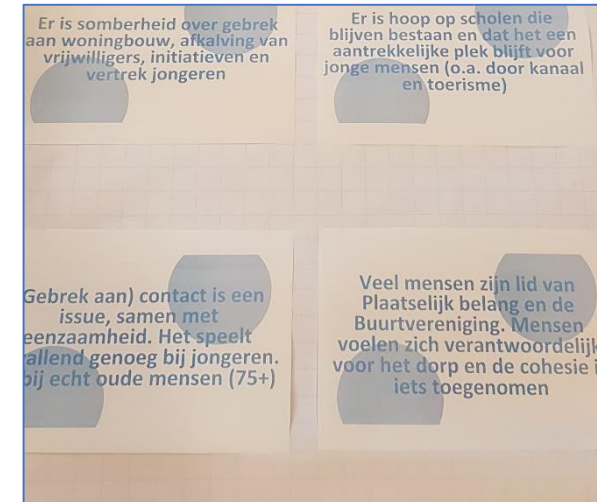 Er is somberheid over gebrek
aan woningbouw, afkalving van
vrijwilligers, initiatieven en
vertrek jongeren
Er is hoop op scholen die
blijven bestaan en dat het een
aantrekkelijke plek blijft voor
jonge mensen (o.a. door kanaal
en toerisme)
Gebrek aan) contact is een
issue, samen met
eenzaamheid. Het speelt
allend genoeg bij jongeren.
bij echt oude mensen (75+)
Veel mensen zijn lid van
Plaatselijk belang en de
Buurtvereniging. Mensen
voelen zich verantwoordelijk
voor het dorp en de cohesie i
iets toegenomen